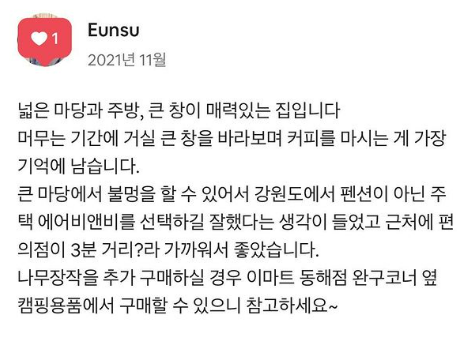 1
Eunsu
2021년 11월
넓은 마당과 주방, 큰 창이 매력있는 집입니다
머무는 기간에 거실 큰 창을 바라보며 커피를 마시는 게 가장
기억에 남습니다.
큰 마당에서 불멍을 할 수 있어서 강원도에서 펜션이 아닌 주
택 에어비앤비를 선택하길 잘했다는 생각이 들었고 근처에 편
의점이 3분 거리?라 가까워서 좋았습니다.
나무장작을 추가 구매하실 경우 이마트 동해점 완구코너 옆
캠핑용품에서 구매할 수 있으니 참고하세요~